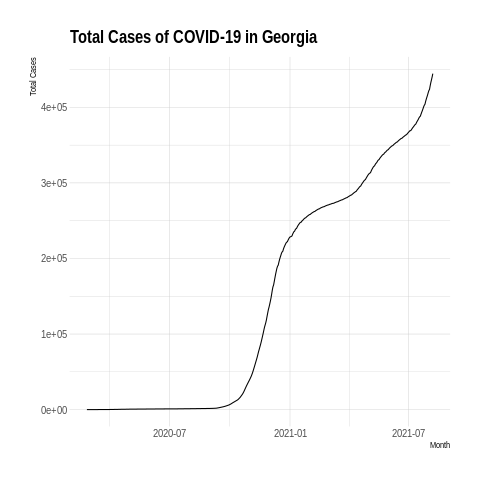 Total Cases of COVID-19 in Georgia
Total Cases
4e+05
3e+05
2e+05
1e+05
0e+00
2020-07 2021-01 2021-07
Month